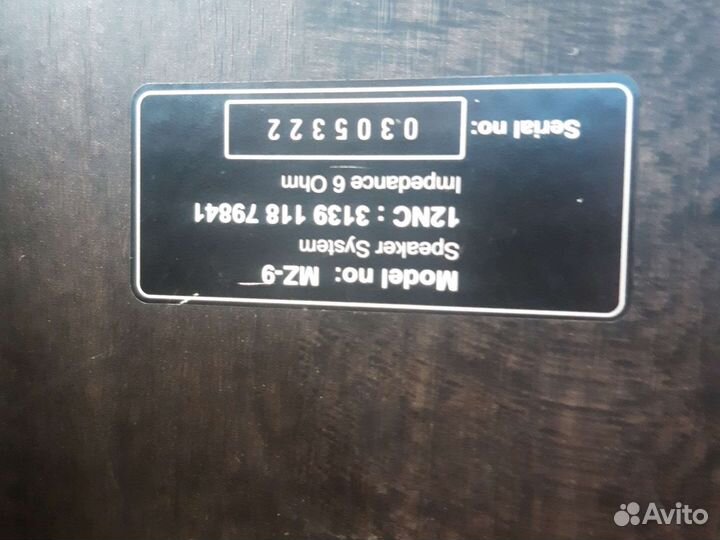 Model no: MZ-9
Speaker System
12NC : 3139 118 79841
Impedance 6 Ohm
Serial no: 0305322
Avito